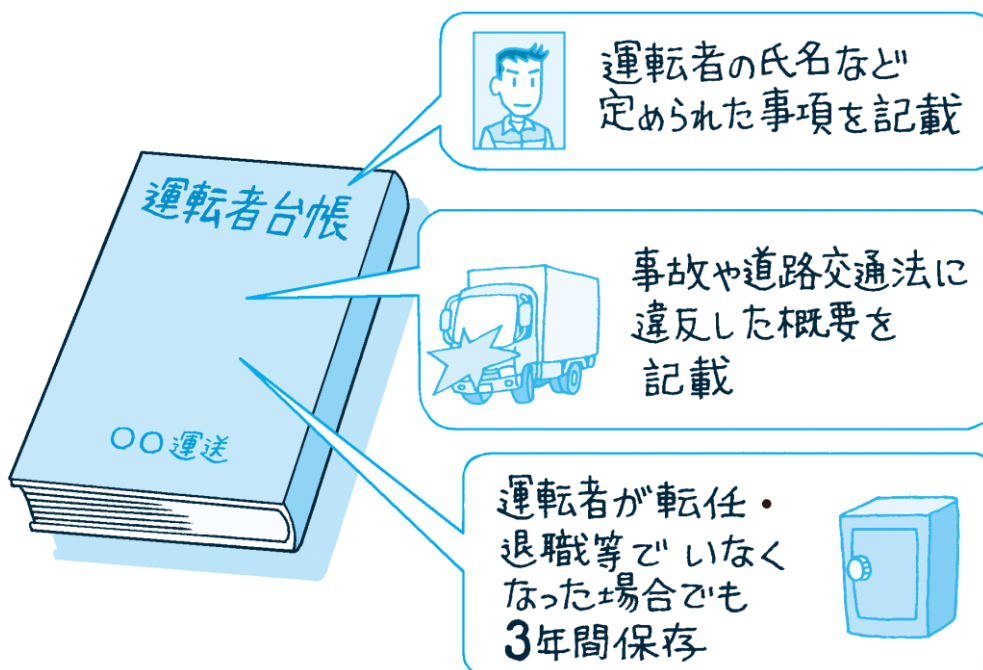 運転者の氏名など
定められた事項を記載
運転者台帳
事故や道路交通法に
違反した概要を
記載
〇〇運送
運転者が転任・
退職等でいなく
なった場合でも
3年間保存